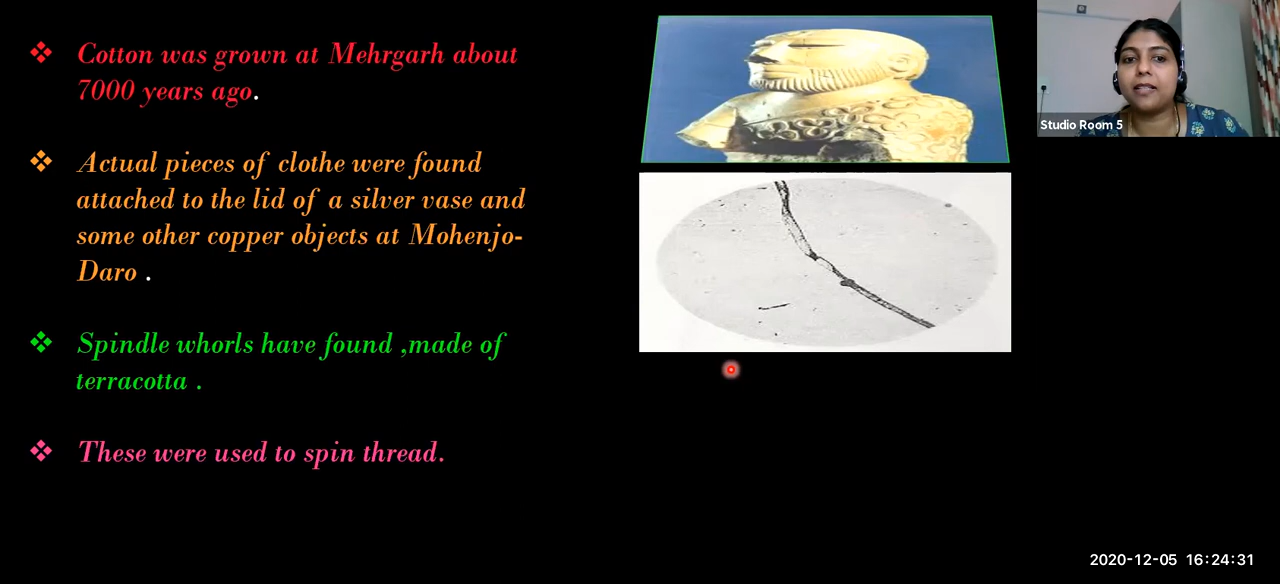 Cotton was grown at Mehrgarh about
7000 years ago.
Actual pieces of clothe were found
attached to the lid of a silver vase and
some other copper objects at Mohenjo-
Daro .
Spindle whorls have found ,made of
terracotta .
These were used to spin thread.
Studio Room 5
2020-12-05 16:24:31